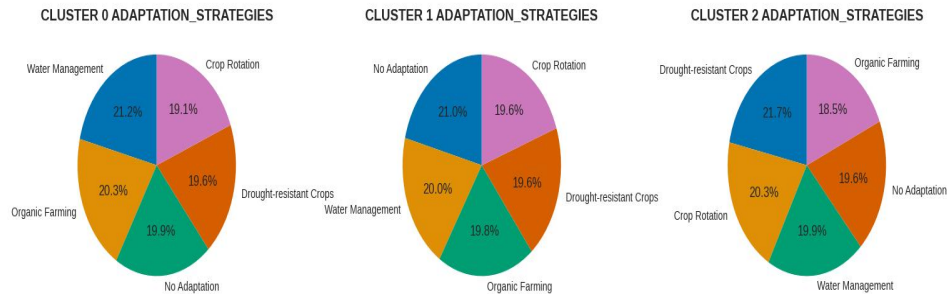 CLUSTER 0 ADAPTATION_STRATEGIES
Water Management
Crop Rotation
21.2%
19.1%
20.3%
19.6%
19.9%
Organic Farming
Drought-resistant Crops
No Adaptation
CLUSTER 1 ADAPTATION_STRATEGIES
No Adaptation
Crop Rotation
21.0%
19.6%
20.0%
19.6%
19.8%
Water Management
Drought-resistant Crops
Organic Farming
CLUSTER 2 ADAPTATION_STRATEGIES
Drought-resistant Crops
Organic Farming
21.7%
18.5%
20.3%
19.6%
19.9%
Crop Rotation
No Adaptation
Water Management